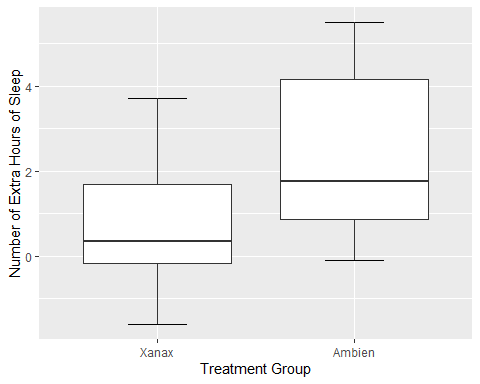 Number of Extra Hours of Sleep
4
2
0
Xanax
Ambien
Treatment Group